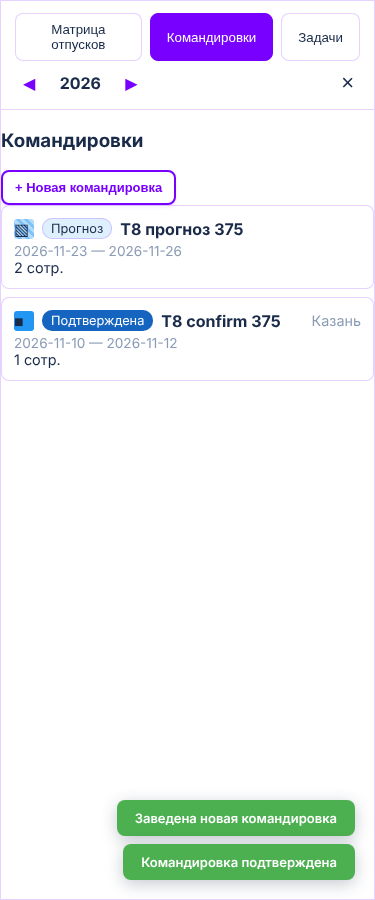 Матрица
отпусков
Командировки
Задачи
◀ 2026 ▶ ×
Командировки
+ Новая командировка
Прогноз T8 прогноз 375
2026-11-23 — 2026-11-26
2 сотр.
Подтверждена T8 confirm 375 Казань
2026-11-10 — 2026-11-12
1 сотр.
Заведена новая командировка
Командировка подтверждена